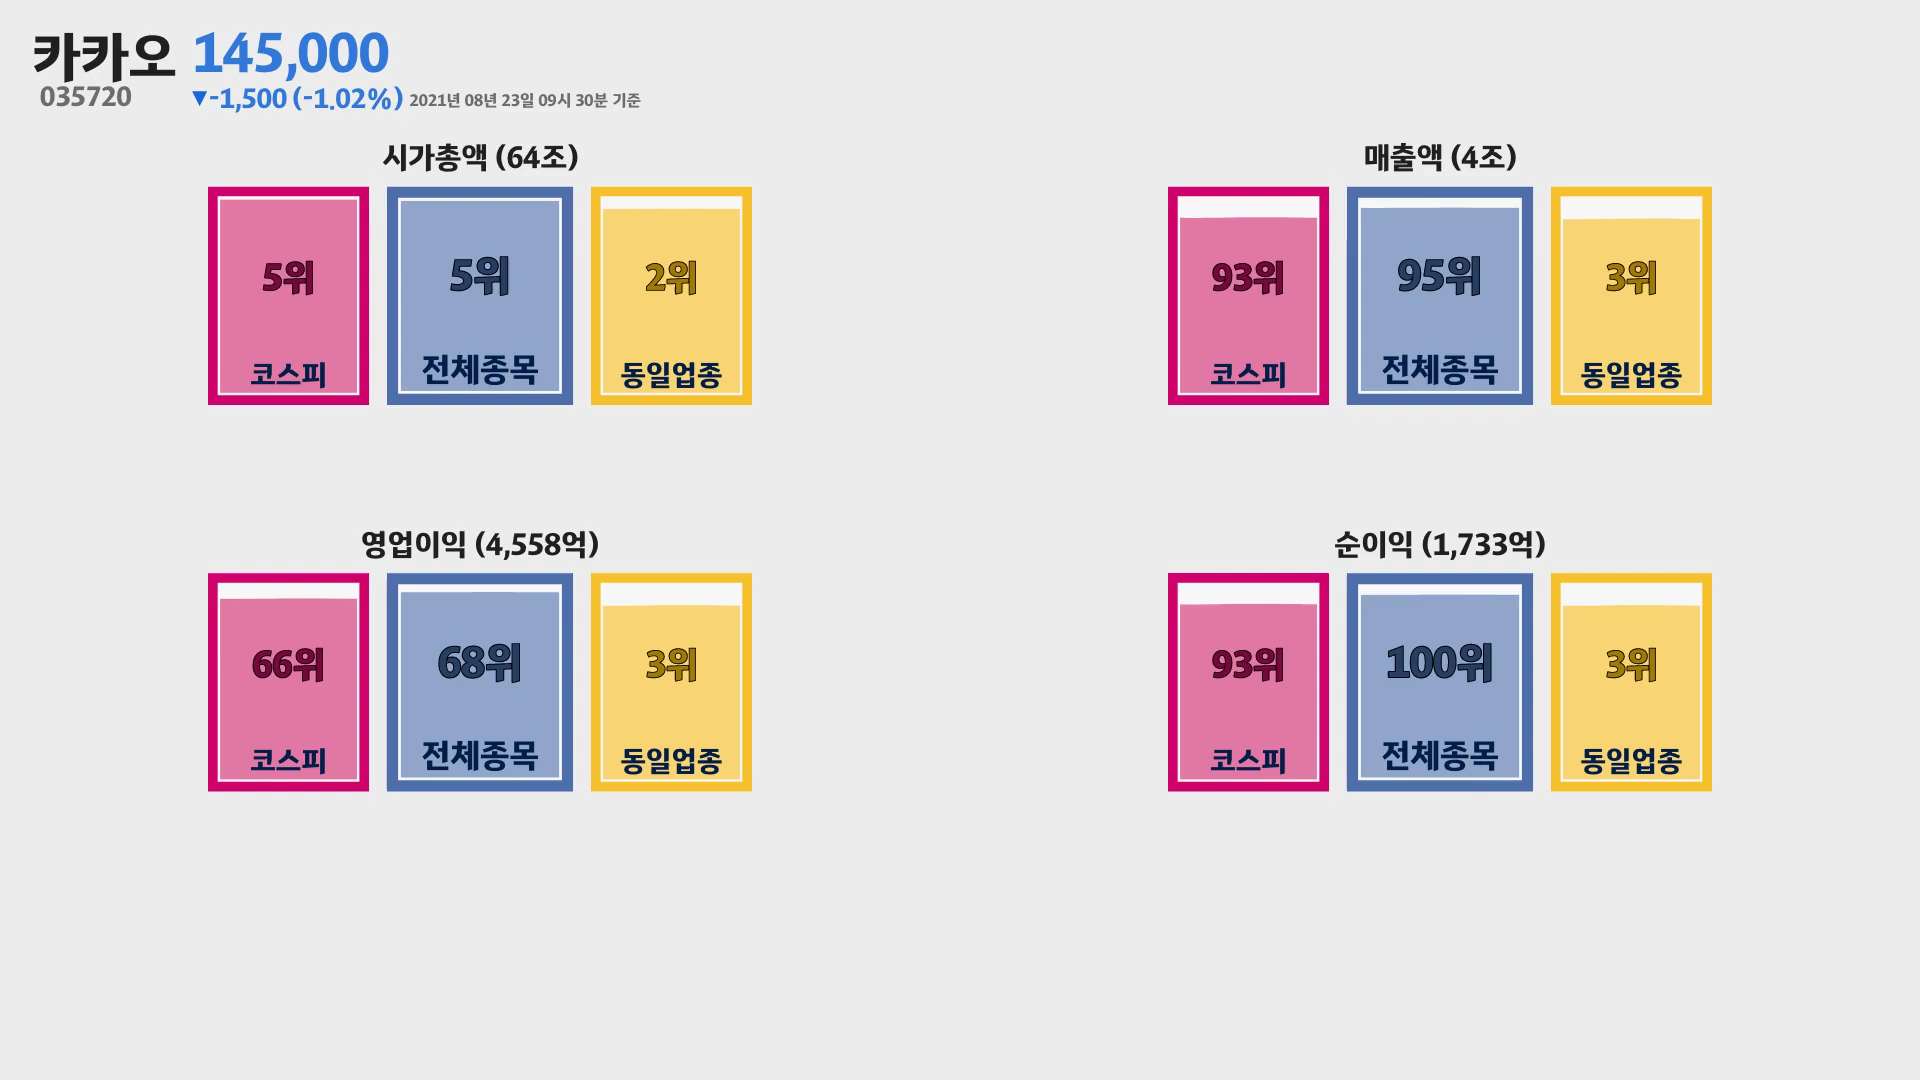 카카오 145,000
035720 ▼-1,500 (-1.02%) 2021년 08년 23일 09시 30분 기준
시가총액 (64조)
5위 5위 2위
코스피 전체종목 동일업종
매출액 (4조)
93위 95위 3위
코스피 전체종목 동일업종
영업이익 (4,558억)
66위 68위 3위
코스피 전체종목 동일업종
순이익 (1,733억)
93위 100위 3위
코스피 전체종목 동일업종